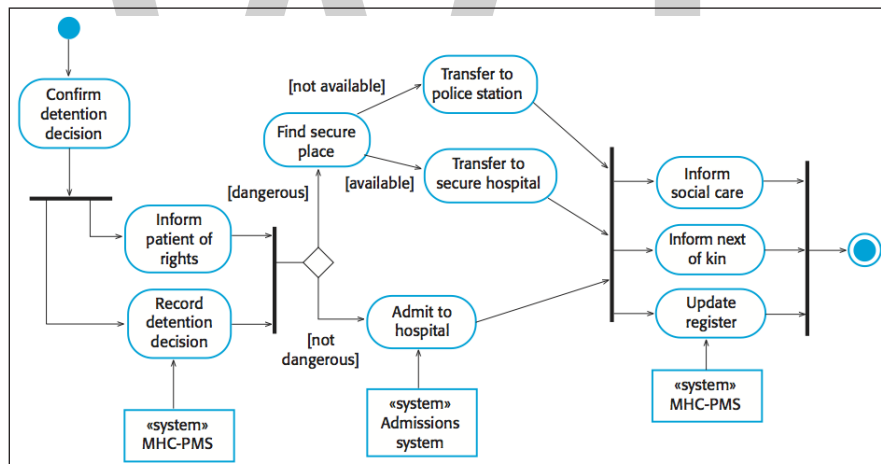 Confirm
detention
decision
Inform
patient of
rights
Record
detention
decision
«system»
MHC-PMS
[dangerous]
[not
dangerous]
Find secure
place
[not available]
[available]
Transfer to
police station
Transfer to
secure hospital
Admit to
hospital
«system»
Admissions
system
Inform
social care
Inform next
of kin
Update
register
«system»
MHC-PMS